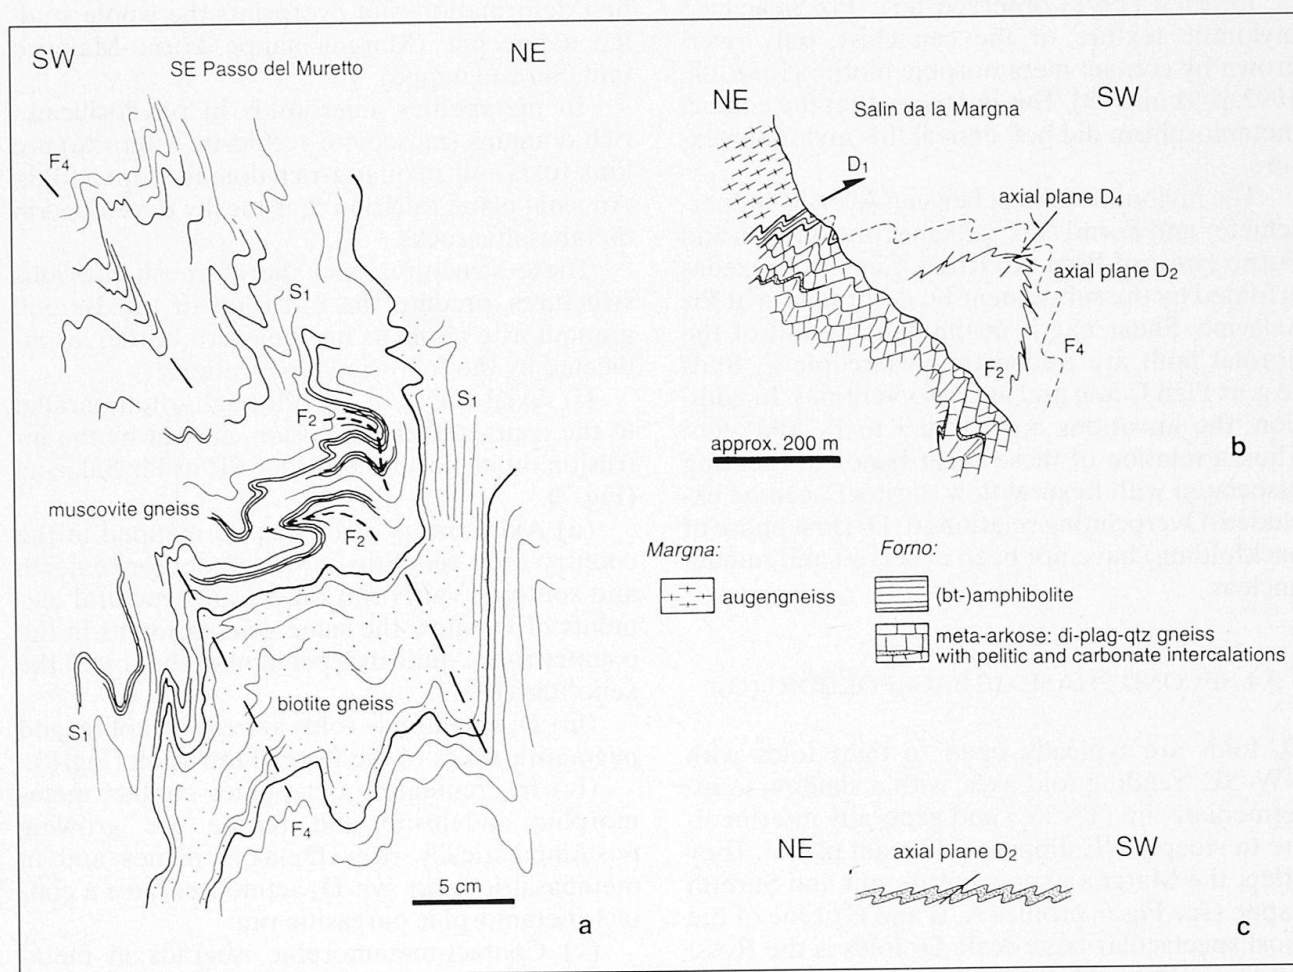 SW
SE Passo del Muretto
NE
F4
S1
S1
F2
muscovite gneiss
F2
S1
biotite gneiss
F4
5 cm
a
NE
Salin da la Margna
SW
D1
axial plane D4
axial plane D2
F4
F2
approx. 200 m
b
Margna:
Forno:
augengneiss
(bt-)amphibolite
meta-arkose: di-plag-qtz gneiss
with pelitic and carbonate intercalations
NE
axial plane D2
SW
c